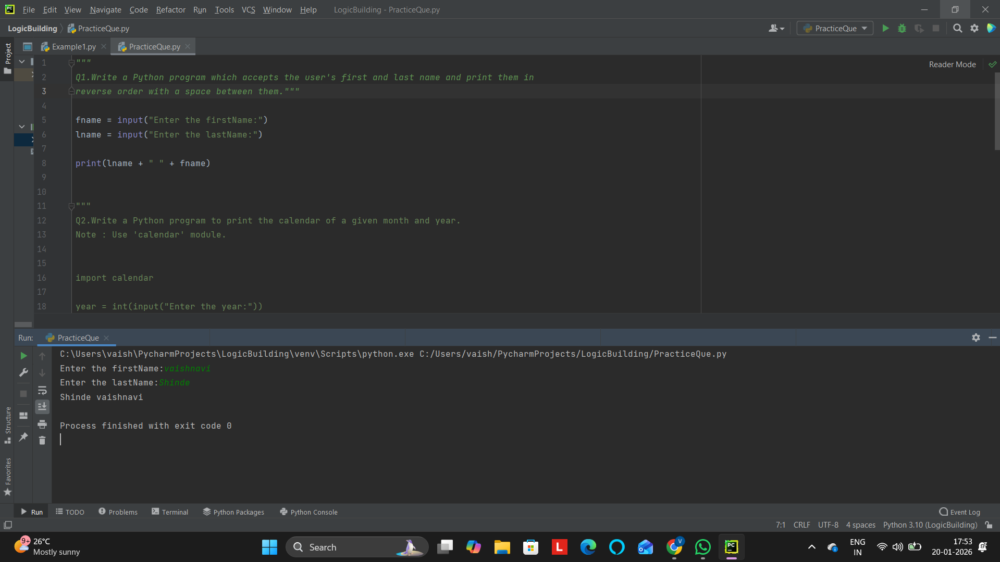 PC File Edit View Navigate Code Refactor Run Tools VCS Window Help LogicBuilding - PracticeQue.py
LogicBuilding PracticeQue.py PracticeQue
Project
Example1.py PracticeQue.py
Reader Mode
1 """
2 Q1.Write a Python program which accepts the user's first and last name and print them in
3 reverse order with a space between them."""
4
5 fname = input("Enter the firstName:")
6 lname = input("Enter the lastName:")
7
8 print(lname + " " + fname)
9
10
11 """
12 Q2.Write a Python program to print the calendar of a given month and year.
13 Note : Use 'calendar' module.
14
15
16 import calendar
17
18 year = int(input("Enter the year:"))
Run: PracticeQue
C:\Users\vaish\PycharmProjects\LogicBuilding\venv\Scripts\python.exe C:/Users/vaish/PycharmProjects/LogicBuilding/PracticeQue.py
Enter the firstName:vaishnavi
Enter the lastName:Shinde
Shinde vaishnavi
Process finished with exit code 0
Structure
Favorites
Run TODO Problems Terminal Python Packages Python Console Event Log
7:1 CRLF UTF-8 4 spaces Python 3.10 (LogicBuilding)
9+ 26°C
Mostly sunny
Search
L
V
PC
ENG
IN
17:53
20-01-2026